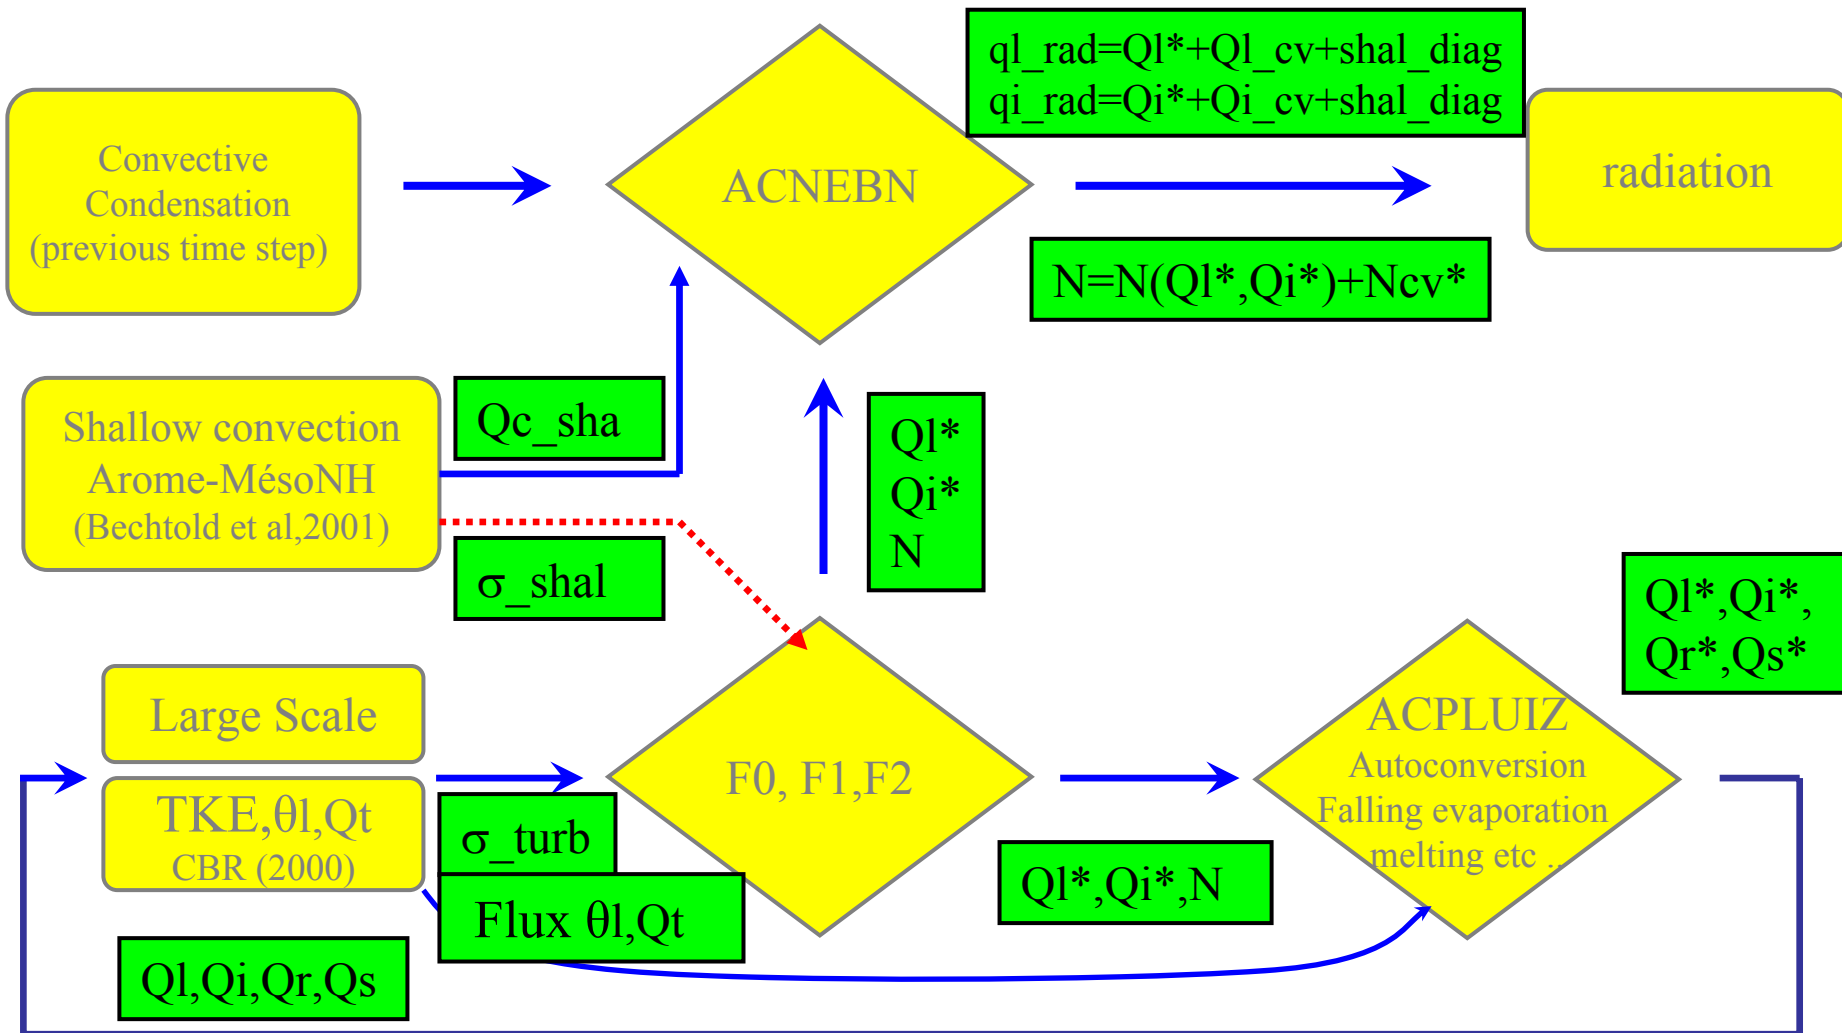 ql_rad=Ql*+Ql_cv+shal_diag
qi_rad=Qi*+Qi_cv+shal_diag
Convective
Condensation
(previous time step)
ACNEBN
radiation
N=N(Ql*,Qi*)+Ncv*
Shallow convection
Arome-MésoNH
(Bechtold et al,2001)
Qc_sha
σ_shal
Ql*
Qi*
N
Ql*,Qi*,
Qr*,Qs*
Large Scale
TKE,θl,Qt
CBR (2000)
σ_turb
Flux θl,Qt
F0, F1,F2
Ql*,Qi*,N
ACPLUIZ
Autoconversion
Falling evaporation
melting etc ..
Ql,Qi,Qr,Qs